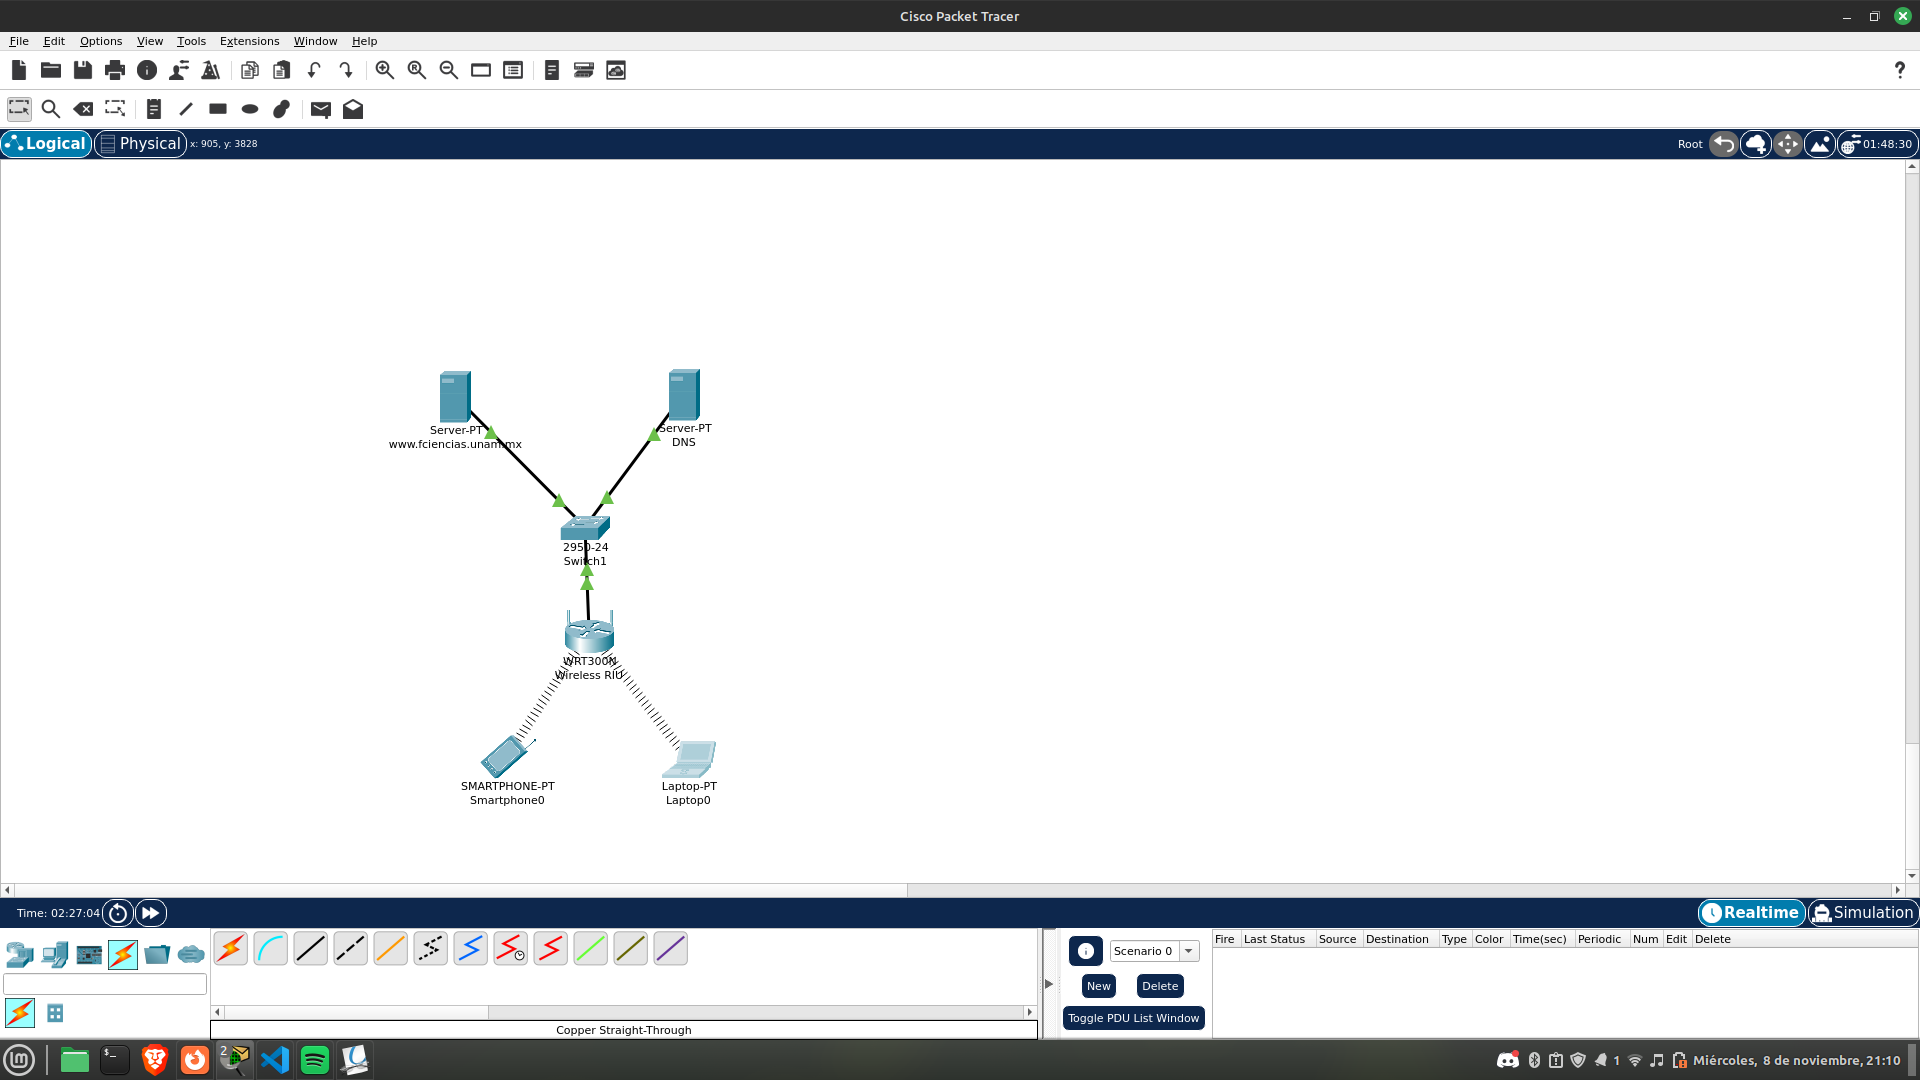 Cisco Packet Tracer
File Edit Options View Tools Extensions Window Help
?
Logical Physical x: 905, y: 3828 Root 01:48:30
Server-PT
www.fciencias.unam.mx
Server-PT
DNS
2950-24
Switch1
WRT300N
Wireless RIU
SMARTPHONE-PT
Smartphone0
Laptop-PT
Laptop0
Time: 02:27:04 Realtime Simulation
Fire Last Status Source Destination Type Color Time(sec) Periodic Num Edit Delete
Scenario 0
New Delete
Toggle PDU List Window
Copper Straight-Through
2
1 Miércoles, 8 de noviembre, 21:10